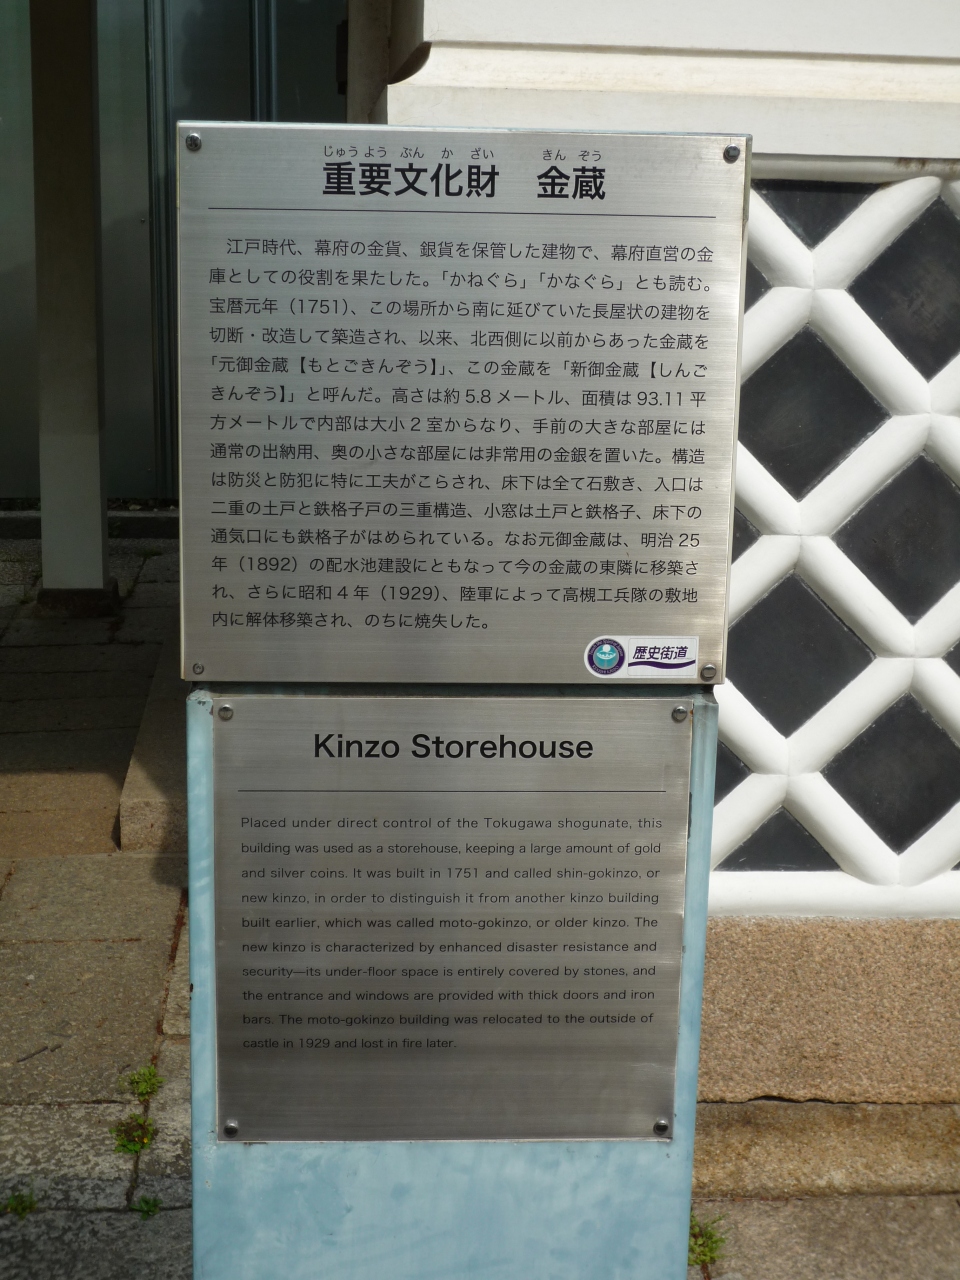 じゅう よう ぶん か ざい きん ぞう
重要文化財 金蔵
江戸時代、幕府の金貨、銀貨を保管した建物で、幕府直営の金
庫としての役割を果たした。「かねぐら」「かなぐら」とも読む。
宝暦元年（1751）、この場所から南に延びていた長屋状の建物を
切断・改造して築造され、以来、北西側に以前からあった金蔵を
「元御金蔵【もとごきんぞう】」、この金蔵を「新御金蔵【しんご
きんぞう】」と呼んだ。高さは約 5.8 メートル、面積は 93.11 平
方メートルで内部は大小 2 室からなり、手前の大きな部屋には
通常の出納用、奥の小さな部屋には非常用の金銀を置いた。構造
は防災と防犯に特に工夫がこらされ、床下は全て石敷き、入口は
二重の土戸と鉄格子戸の三重構造、小窓は土戸と鉄格子、床下の
通気口にも鉄格子がはめられている。なお元御金蔵は、明治 25
年（1892）の配水池建設にともなって今の金蔵の東隣に移築さ
れ、さらに昭和 4 年（1929）、陸軍によって高槻工兵隊の敷地
内に解体移築され、のちに焼失した。
歴史街道
Kinzo Storehouse
Placed under direct control of the Tokugawa shogunate, this
building was used as a storehouse, keeping a large amount of gold
and silver coins. It was built in 1751 and called shin-gokinzo, or
new kinzo, in order to distinguish it from another kinzo building
built earlier, which was called moto-gokinzo, or older kinzo. The
new kinzo is characterized by enhanced disaster resistance and
security—its under-floor space is entirely covered by stones, and
the entrance and windows are provided with thick doors and iron
bars. The moto-gokinzo building was relocated to the outside of
castle in 1929 and lost in fire later.